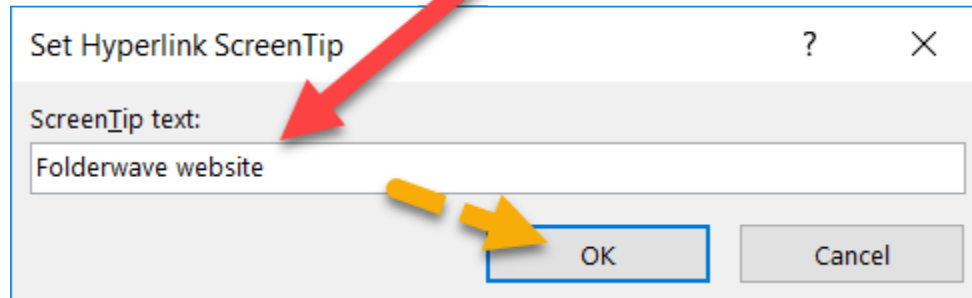 Set Hyperlink ScreenTip ? ×
ScreenTip text:
Folderwave website
OK Cancel